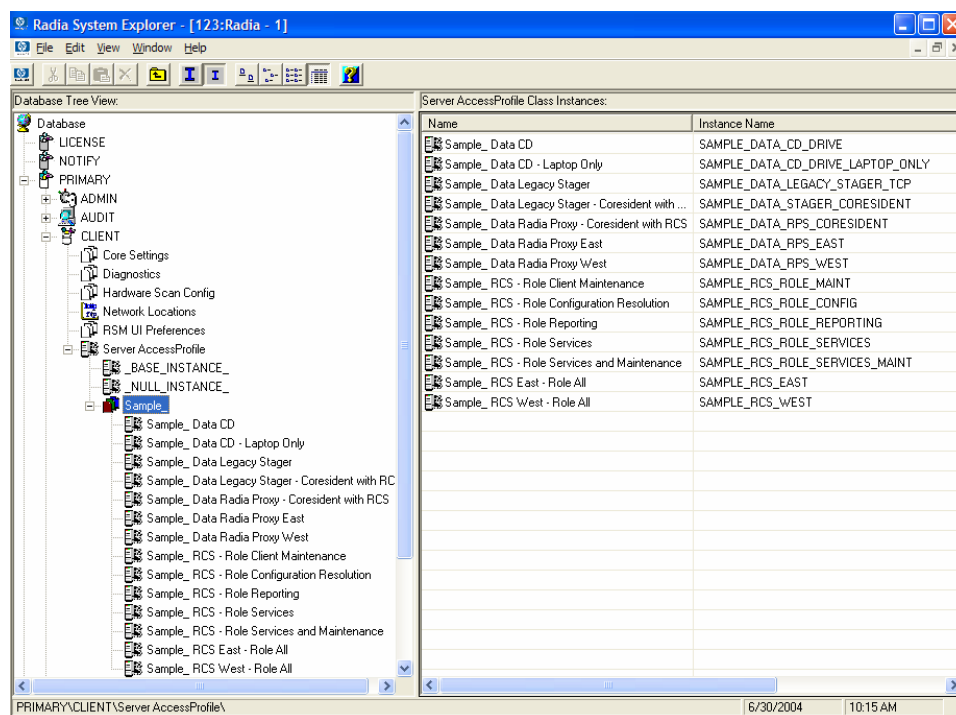 Radia System Explorer - [123:Radia - 1]
File Edit View Window Help
Database Tree View:
Database
LICENSE
NOTIFY
PRIMARY
ADMIN
AUDIT
CLIENT
Core Settings
Diagnostics
Hardware Scan Config
Network Locations
RSM UI Preferences
Server AccessProfile
_BASE_INSTANCE_
_NULL_INSTANCE_
Sample_
Sample_ Data CD
Sample_ Data CD - Laptop Only
Sample_ Data Legacy Stager
Sample_ Data Legacy Stager - Coresident with RC
Sample_ Data Radia Proxy - Coresident with RCS
Sample_ Data Radia Proxy East
Sample_ Data Radia Proxy West
Sample_ RCS - Role Client Maintenance
Sample_ RCS - Role Configuration Resolution
Sample_ RCS - Role Reporting
Sample_ RCS - Role Services
Sample_ RCS - Role Services and Maintenance
Sample_ RCS East - Role All
Sample_ RCS West - Role All
Server AccessProfile Class Instances:
Name Instance Name
Sample_ Data CD SAMPLE_DATA_CD_DRIVE
Sample_ Data CD - Laptop Only SAMPLE_DATA_CD_DRIVE_LAPTOP_ONLY
Sample_ Data Legacy Stager SAMPLE_DATA_LEGACY_STAGER_TCP
Sample_ Data Legacy Stager - Coresident with ... SAMPLE_DATA_STAGER_CORESIDENT
Sample_ Data Radia Proxy - Coresident with RCS SAMPLE_DATA_RPS_CORESIDENT
Sample_ Data Radia Proxy East SAMPLE_DATA_RPS_EAST
Sample_ Data Radia Proxy West SAMPLE_DATA_RPS_WEST
Sample_ RCS - Role Client Maintenance SAMPLE_RCS_ROLE_MAINT
Sample_ RCS - Role Configuration Resolution SAMPLE_RCS_ROLE_CONFIG
Sample_ RCS - Role Reporting SAMPLE_RCS_ROLE_REPORTING
Sample_ RCS - Role Services SAMPLE_RCS_ROLE_SERVICES
Sample_ RCS - Role Services and Maintenance SAMPLE_RCS_ROLE_SERVICES_MAINT
Sample_ RCS East - Role All SAMPLE_RCS_EAST
Sample_ RCS West - Role All SAMPLE_RCS_WEST
PRIMARY\CLIENT\Server AccessProfile\ 6/30/2004 10:15 AM